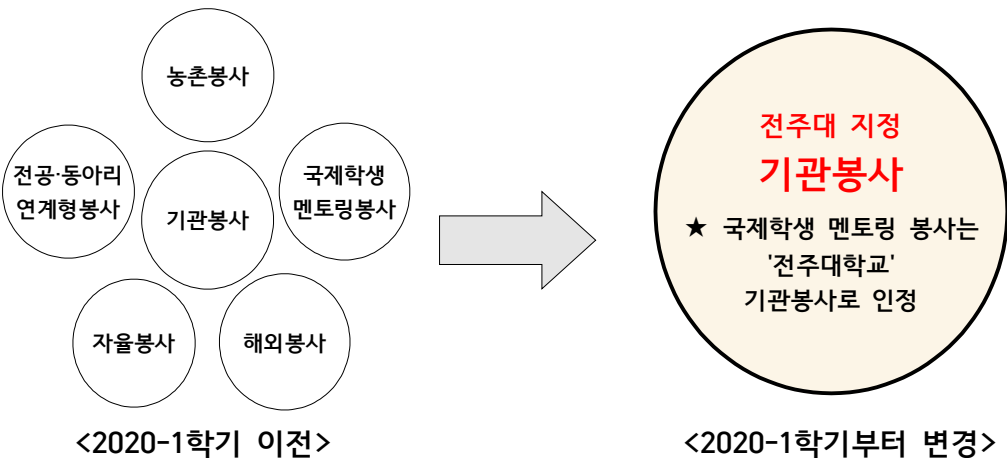 농촌봉사
전공·동아리
연계형봉사
기관봉사
국제학생
멘토링봉사
자율봉사
해외봉사
<2020-1학기 이전>
전주대 지정
기관봉사
★ 국제학생 멘토링 봉사는
'전주대학교'
기관봉사로 인정
<2020-1학기부터 변경>